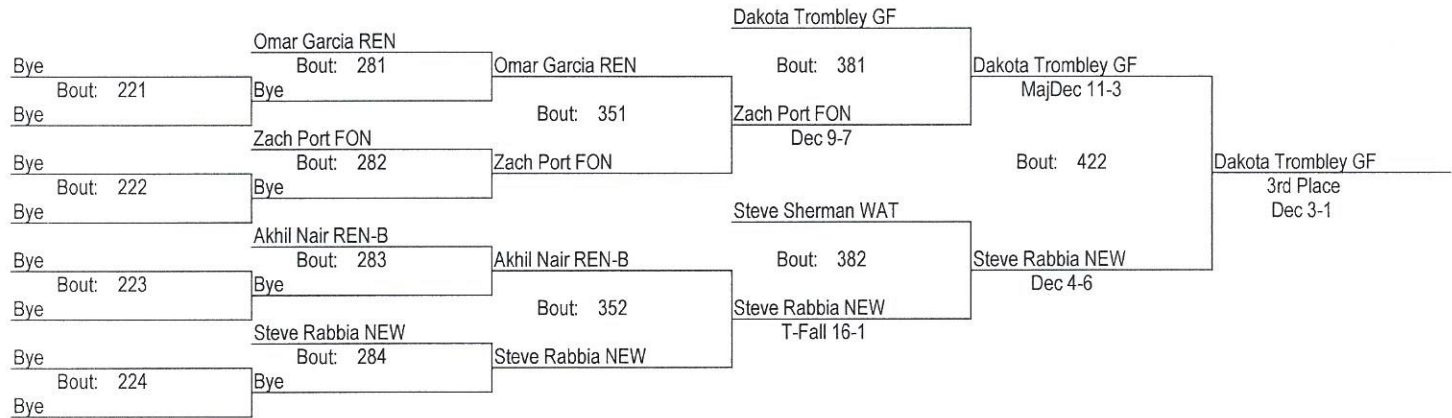 Dakota Trombley GF
Omar Garcia REN
Bye
Bout: 281
Omar Garcia REN
Bout: 381
Dakota Trombley GF
Bout: 221
Bye
MajDec 11-3
Bye
Bout: 351
Zach Port FON
Zach Port FON
Dec 9-7
Bye
Bout: 282
Zach Port FON
Bout: 422
Dakota Trombley GF
Bout: 222
Bye
3rd Place
Bye
Steve Sherman WAT
Dec 3-1
Akhil Nair REN-B
Bye
Bout: 283
Akhil Nair REN-B
Bout: 382
Steve Rabbia NEW
Bout: 223
Bye
Dec 4-6
Bye
Bout: 352
Steve Rabbia NEW
Steve Rabbia NEW
T-Fall 16-1
Bye
Bout: 284
Steve Rabbia NEW
Bout: 224
Bye
Bye